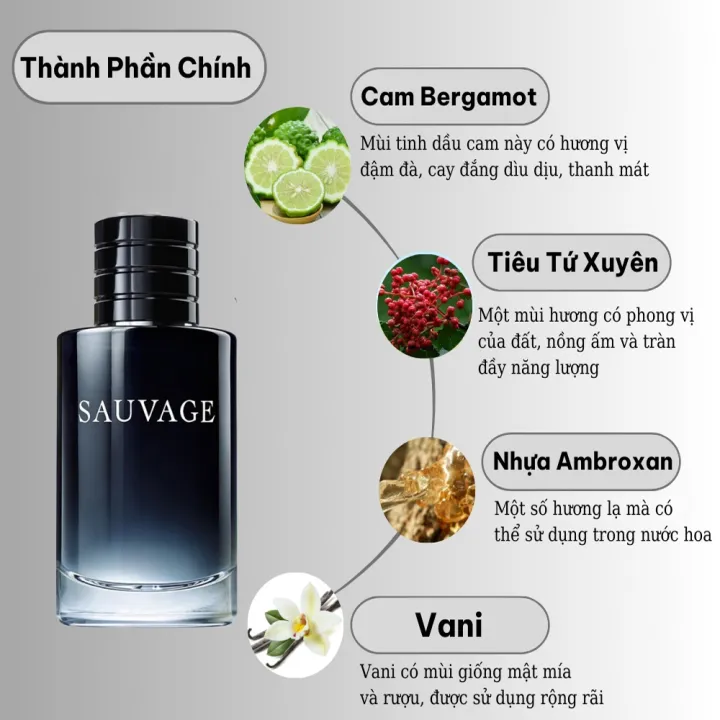 Thành Phần Chính
Cam Bergamot
Mùi tinh dầu cam này có hương vị
đậm đà, cay đắng dìu dịu, thanh mát
Tiêu Tứ Xuyên
Một mùi hương có phong vị
của đất, nồng ấm và tràn
đầy năng lượng
SAUVAGE
Nhựa Ambroxan
Một số hương lạ mà có
thể sử dụng trong nước hoa
Vani
Vani có mùi giống mật mía
và rượu, được sử dụng rộng rãi